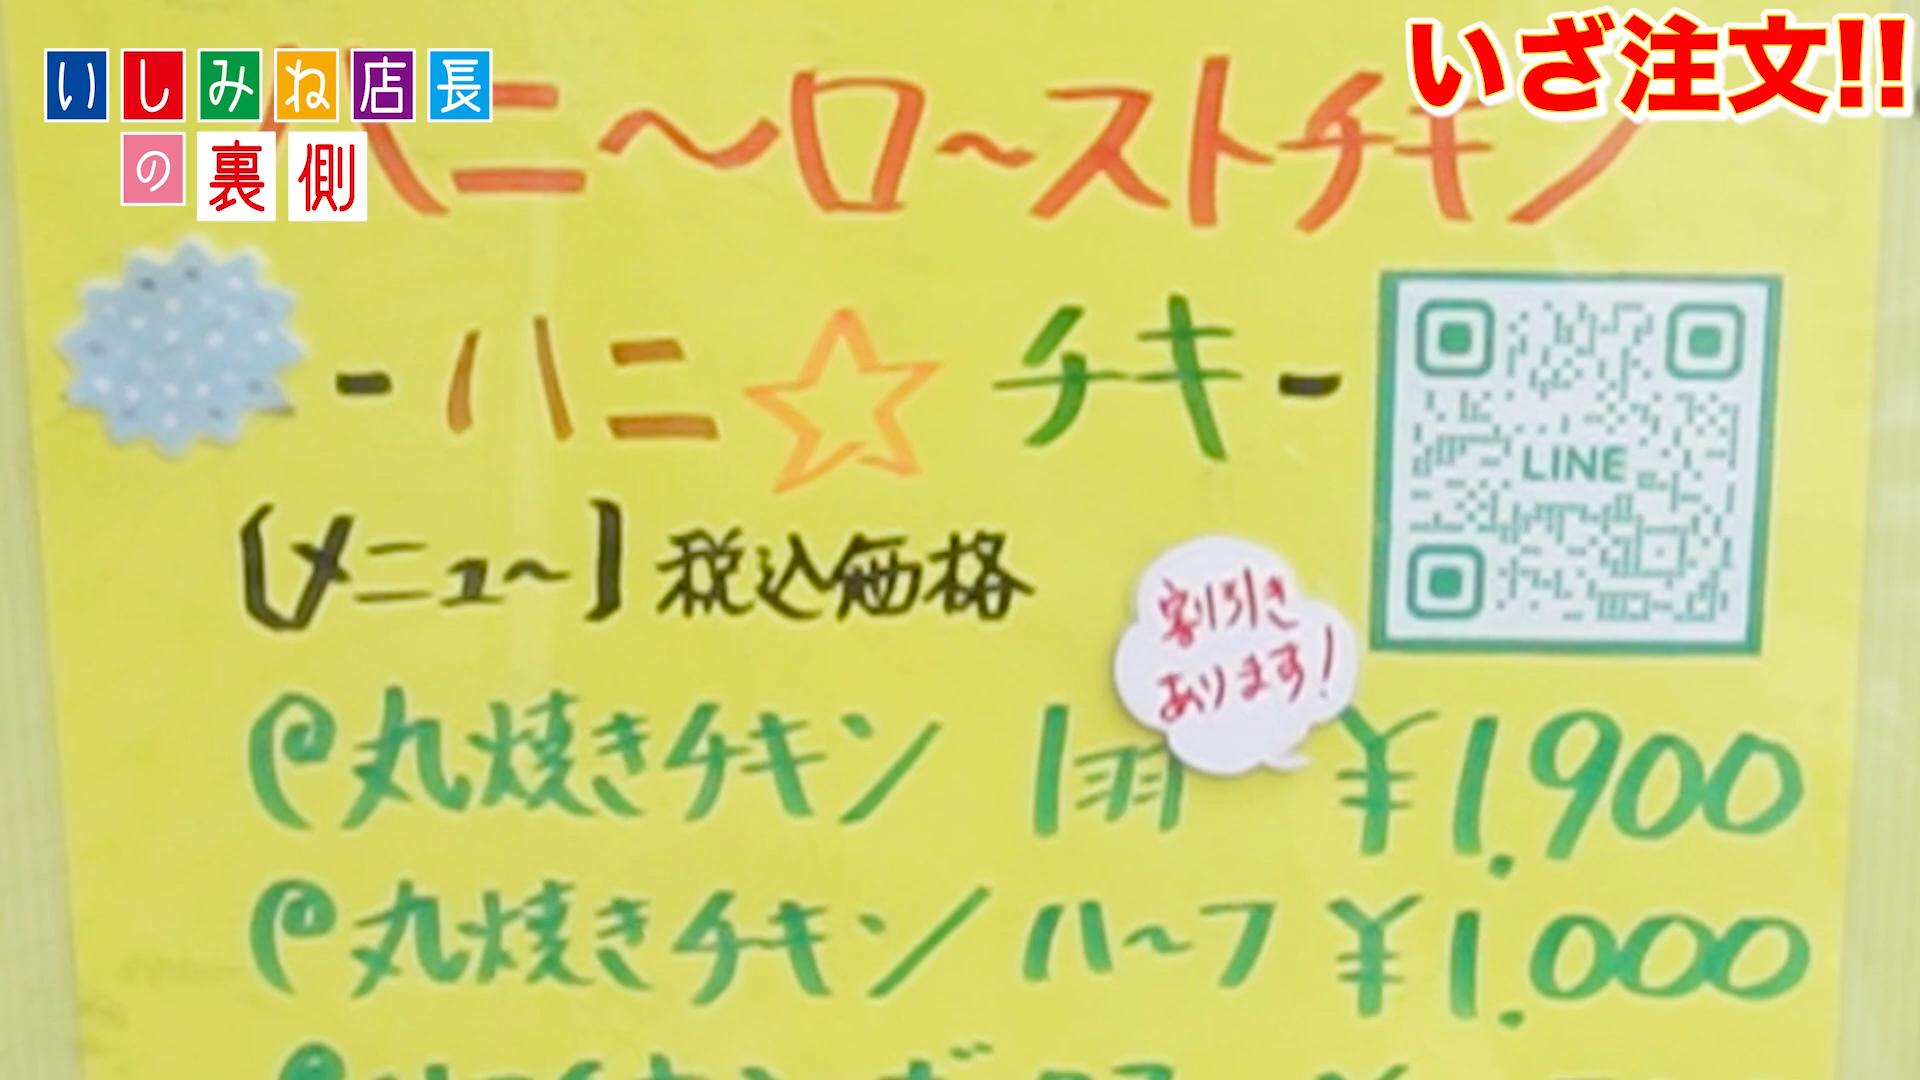 いしみね店長
の裏側
いざ注文!!
ハニ〜ロ〜ストチキン
-ハニ☆チキ-
LINE
【メニュ〜】税込価格
割引き
あります!
丸焼きチキン 1羽 ¥1.900
丸焼きチキン ハ〜フ ¥1.000